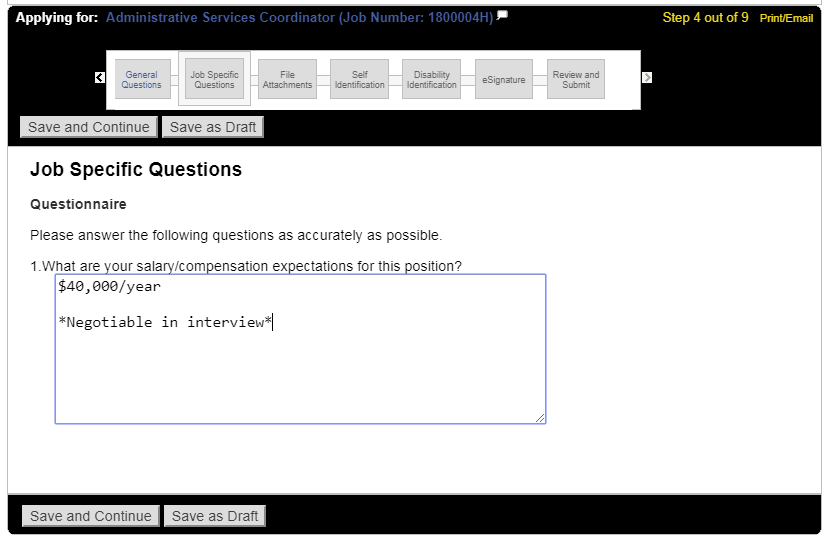 Applying for: Administrative Services Coordinator (Job Number: 1800004H) Step 4 out of 9 Print/Email
General Questions
Job Specific Questions
File Attachments
Self Identification
Disability Identification
eSignature
Review and Submit
Save and Continue Save as Draft
Job Specific Questions
Questionnaire
Please answer the following questions as accurately as possible.
1.What are your salary/compensation expectations for this position?
$40,000/year
*Negotiable in interview*
Save and Continue Save as Draft